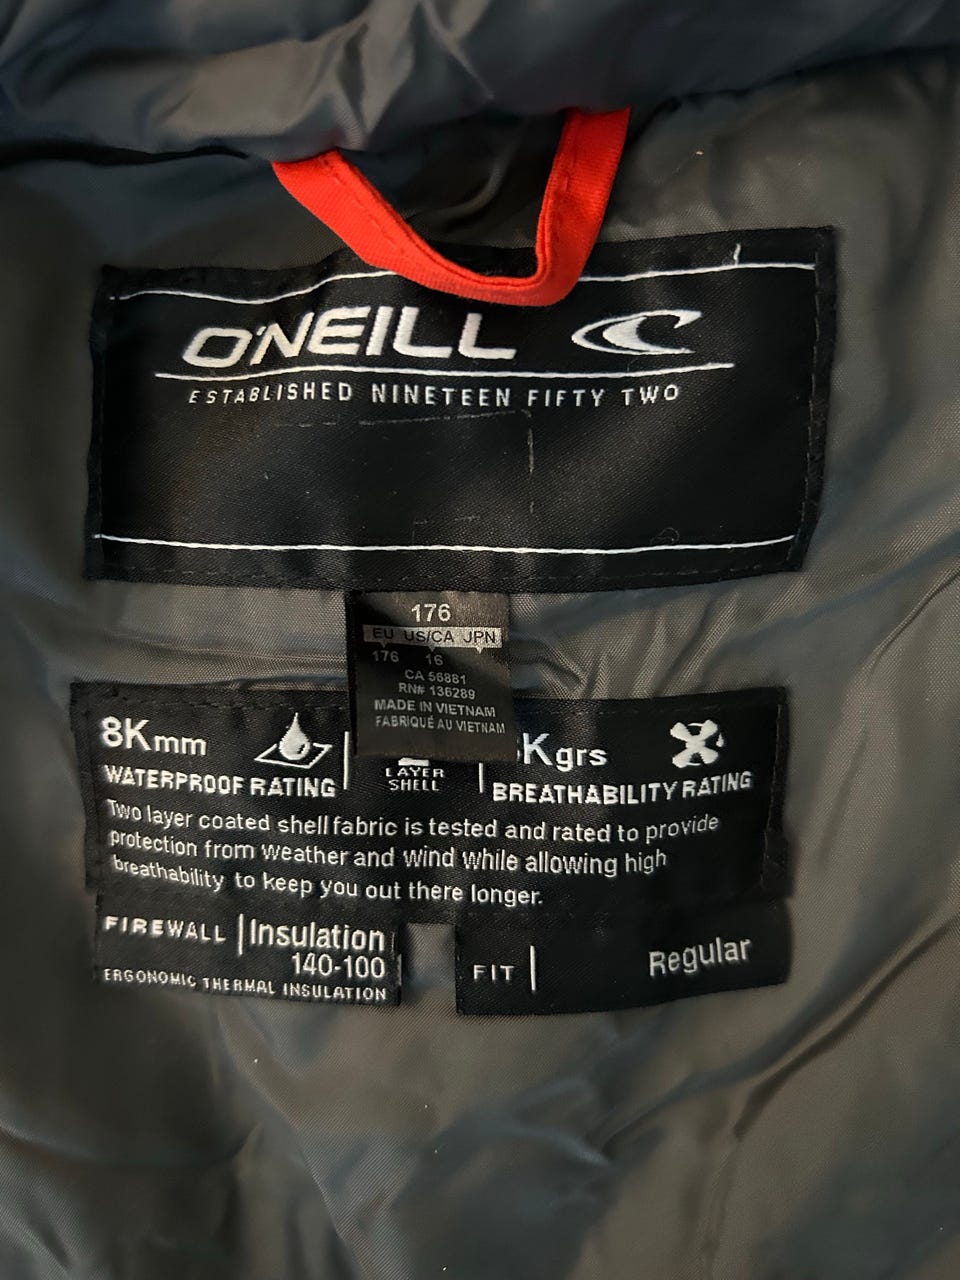 O'NEILL
ESTABLISHED NINETEEN FIFTY TWO
176
EU US/CA JPN
176 16
CA 56881
RN# 136289
MADE IN VIETNAM
FABRIQUÉ AU VIETNAM
8Kmm
WATERPROOF RATING
LAYER
SHELL
Kgrs
BREATHABILITY RATING
Two layer coated shell fabric is tested and rated to provide
protection from weather and wind while allowing high
breathability to keep you out there longer.
FIREWALL Insulation
140-100
ERGONOMIC THERMAL INSULATION
FIT Regular